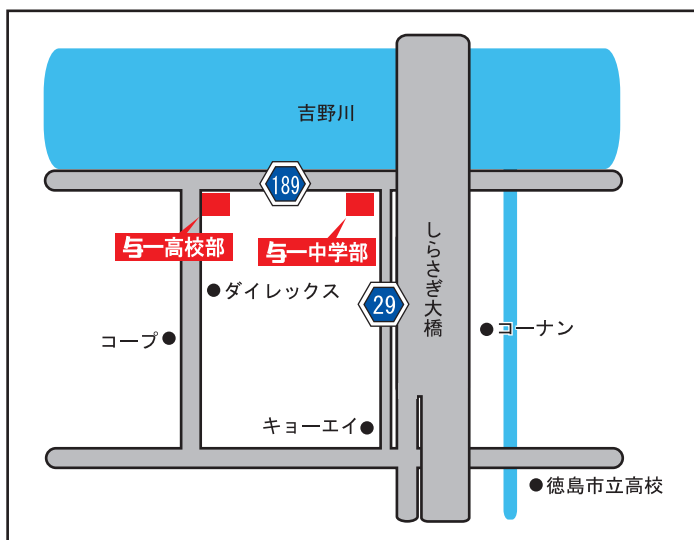 吉野川
189
与一高校部
与一中学部
しらさぎ大橋
ダイレックス
29
コープ
コーナン
キョーエイ
徳島市立高校